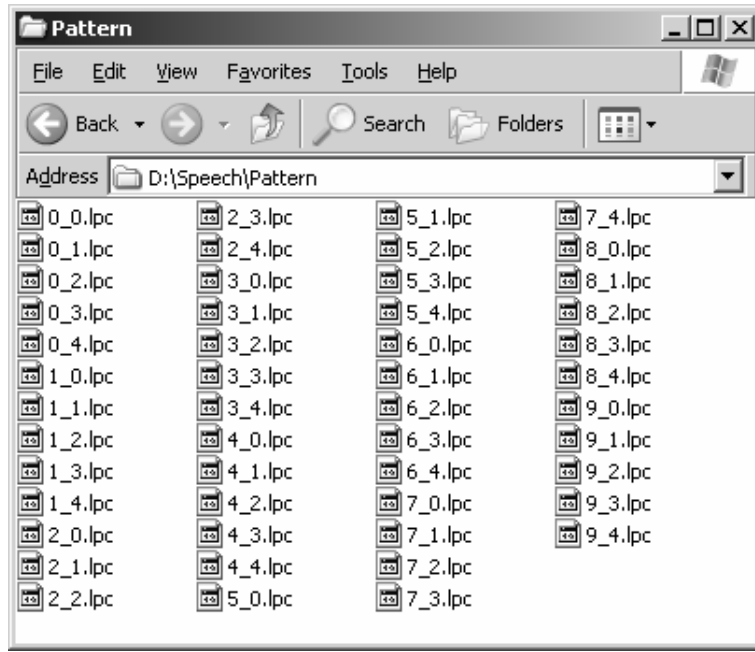 Pattern
File Edit View Favorites Tools Help
Back Search Folders
Address D:\Speech\Pattern
0_0.lpc 2_3.lpc 5_1.lpc 7_4.lpc
0_1.lpc 2_4.lpc 5_2.lpc 8_0.lpc
0_2.lpc 3_0.lpc 5_3.lpc 8_1.lpc
0_3.lpc 3_1.lpc 5_4.lpc 8_2.lpc
0_4.lpc 3_2.lpc 6_0.lpc 8_3.lpc
1_0.lpc 3_3.lpc 6_1.lpc 8_4.lpc
1_1.lpc 3_4.lpc 6_2.lpc 9_0.lpc
1_2.lpc 4_0.lpc 6_3.lpc 9_1.lpc
1_3.lpc 4_1.lpc 6_4.lpc 9_2.lpc
1_4.lpc 4_2.lpc 7_0.lpc 9_3.lpc
2_0.lpc 4_3.lpc 7_1.lpc 9_4.lpc
2_1.lpc 4_4.lpc 7_2.lpc
2_2.lpc 5_0.lpc 7_3.lpc